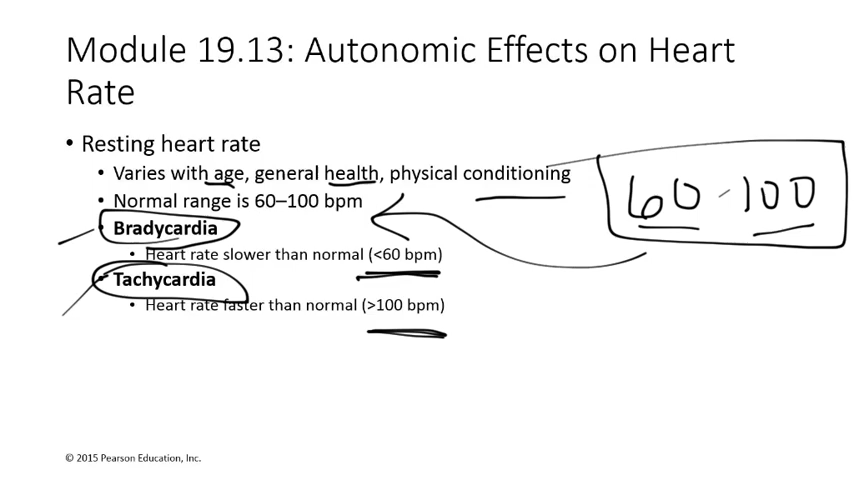 Module 19.13: Autonomic Effects on Heart
Rate
• Resting heart rate
• Varies with age, general health, physical conditioning
• Normal range is 60–100 bpm
• Bradycardia
• Heart rate slower than normal (<60 bpm)
• Tachycardia
• Heart rate faster than normal (>100 bpm)
60 - 100
© 2015 Pearson Education, Inc.